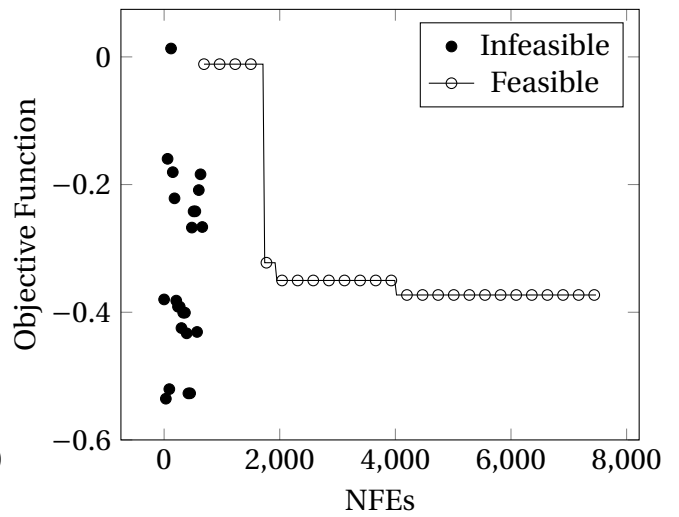 Infeasible
Feasible
0
−0.2
−0.4
−0.6
Objective Function
0 2,000 4,000 6,000 8,000
NFEs
)